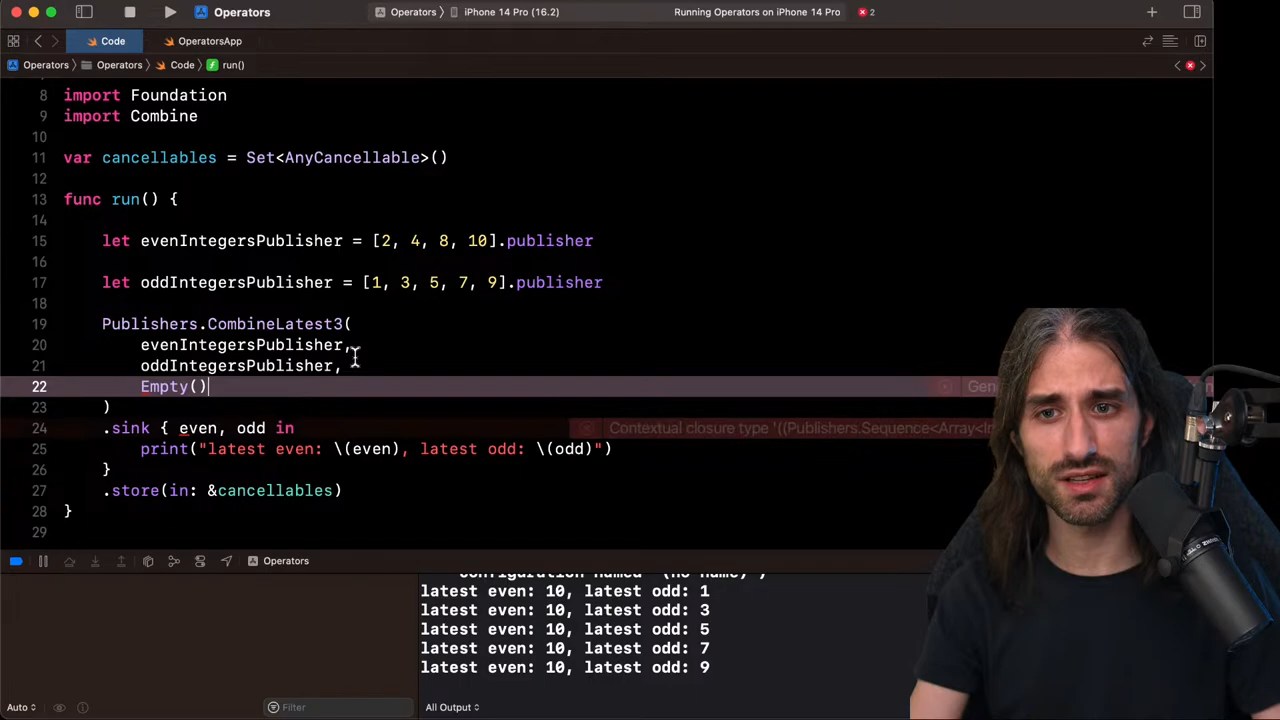 Operators
Operators
iPhone 14 Pro (16.2)
Running Operators on iPhone 14 Pro
2
Code
OperatorsApp
Operators
Operators
Code
run()
8 import Foundation
9 import Combine
10
11 var cancellables = Set<AnyCancellable>()
12
13 func run() {
14
15 let evenIntegersPublisher = [2, 4, 8, 10].publisher
16
17 let oddIntegersPublisher = [1, 3, 5, 7, 9].publisher
18
19 Publishers.CombineLatest3(
20 evenIntegersPublisher,
21 oddIntegersPublisher,
22 Empty() Gen
23 )
24 .sink { even, odd in Contextual closure type '((Publishers.Sequence<Array<In
25 print("latest even: \(even), latest odd: \(odd)")
26 }
27 .store(in: &cancellables)
28 }
29
Operators
configuration named (no name)
latest even: 10, latest odd: 1
latest even: 10, latest odd: 3
latest even: 10, latest odd: 5
latest even: 10, latest odd: 7
latest even: 10, latest odd: 9
Auto
Filter
All Output